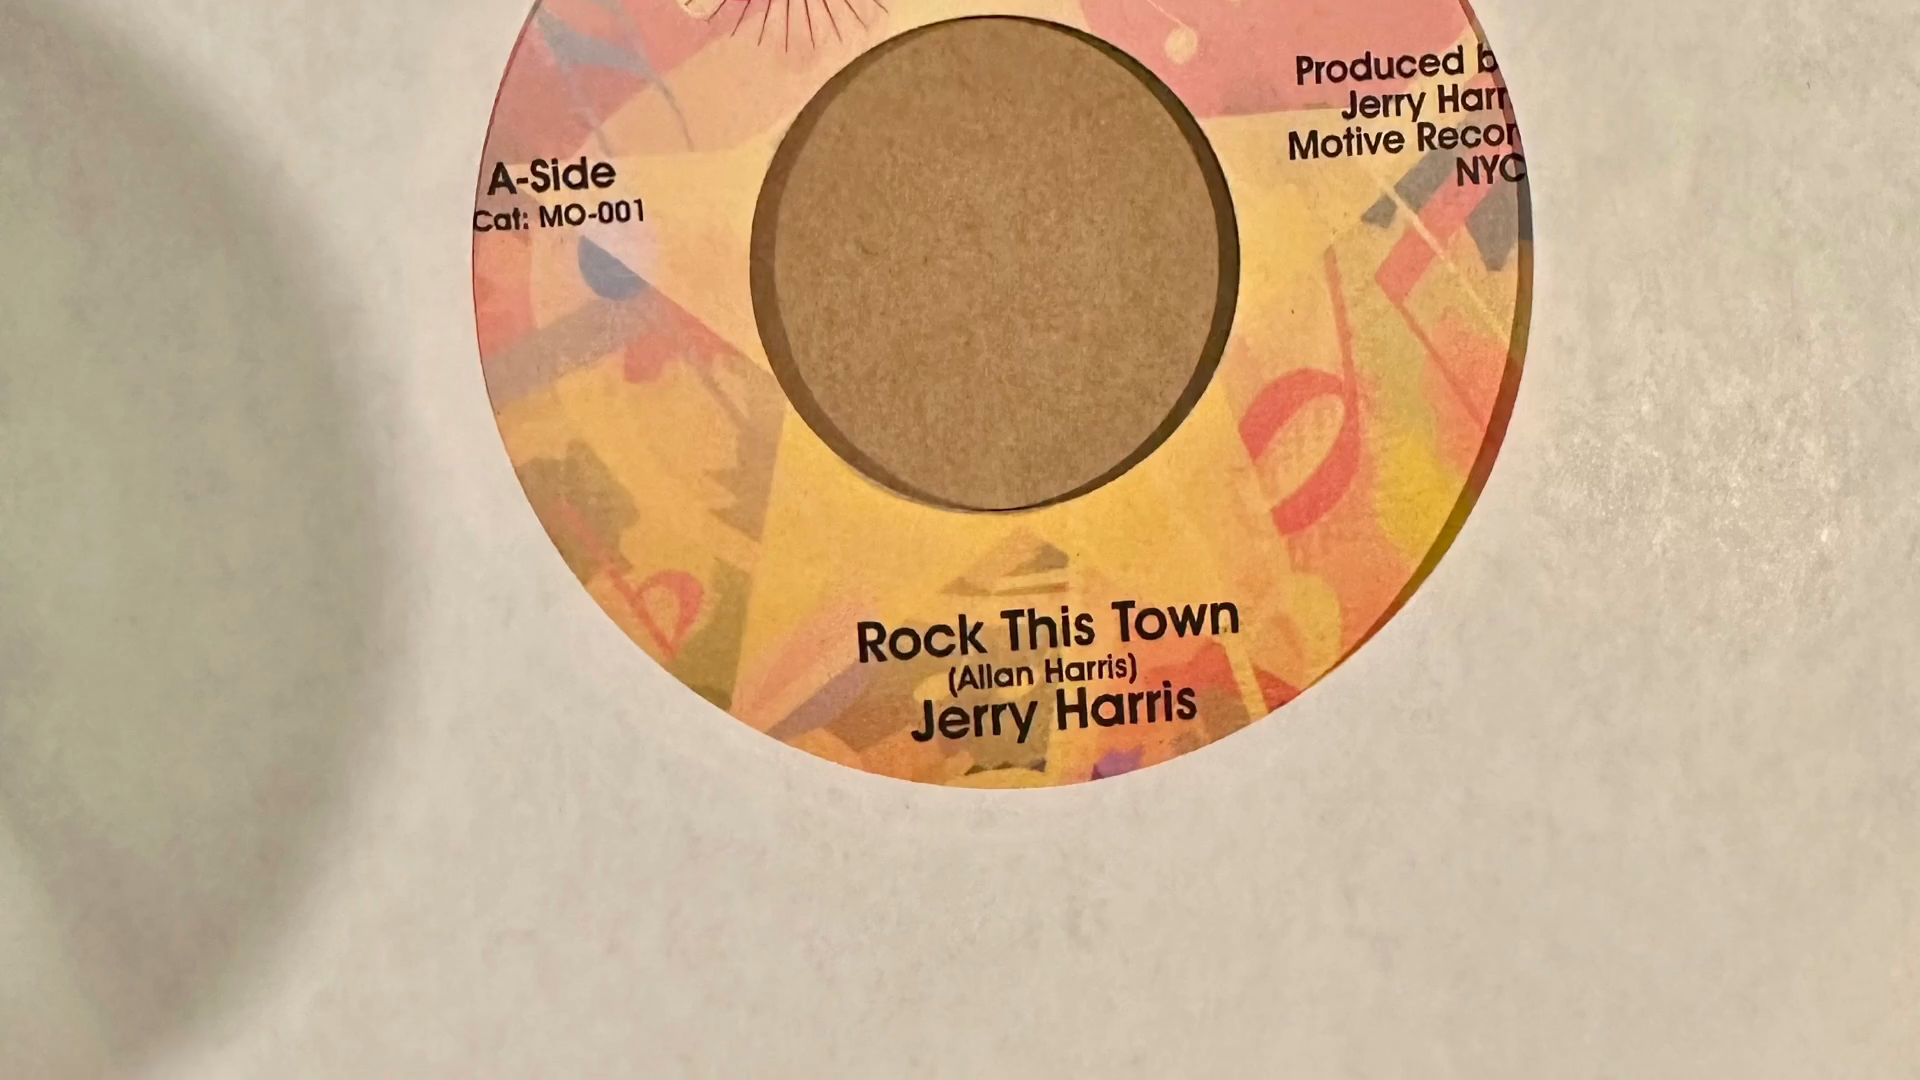 A-Side
Cat: MO-001
Produced b
Jerry Harr
Motive Recor
NYC
Rock This Town
(Allan Harris)
Jerry Harris